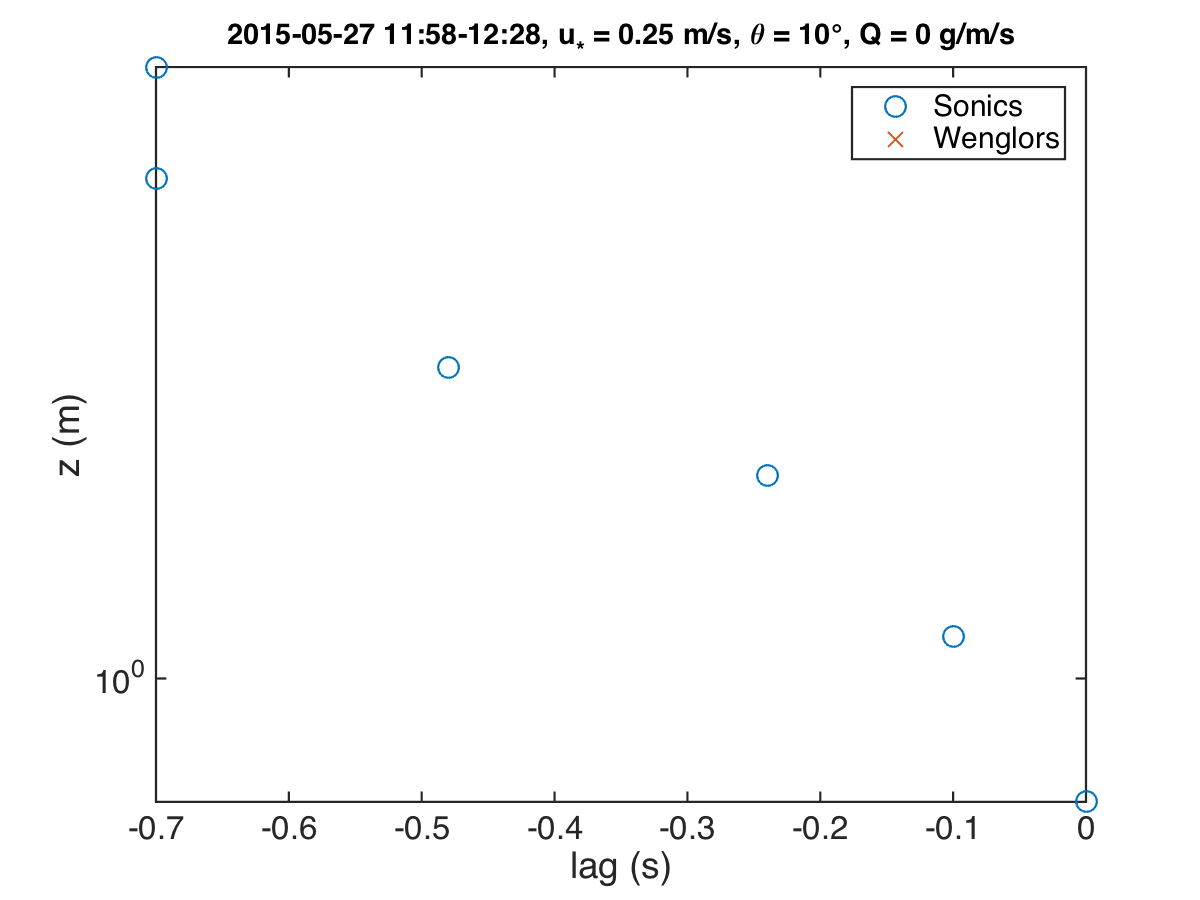 2015-05-27 11:58-12:28, u* = 0.25 m/s, θ = 10°, Q = 0 g/m/s
Sonics
Wenglors
z (m)
10⁰
-0.7 -0.6 -0.5 -0.4 -0.3 -0.2 -0.1 0
lag (s)